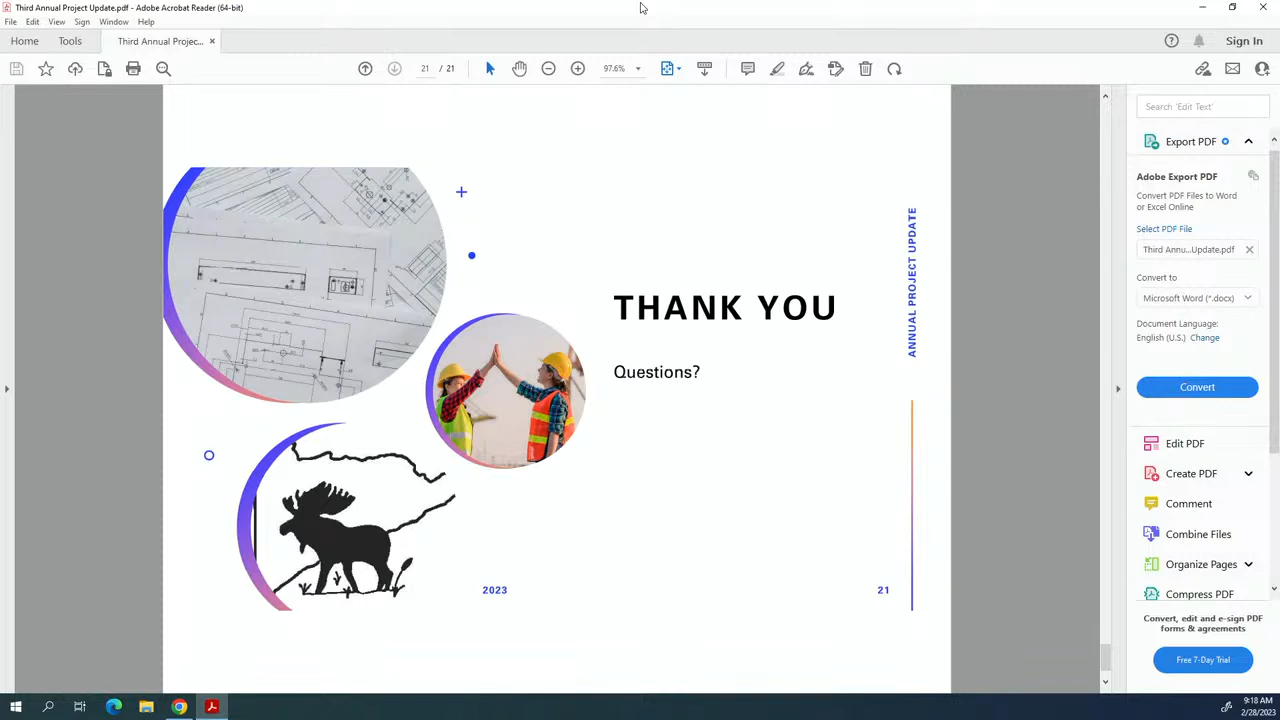 Third Annual Project Update.pdf - Adobe Acrobat Reader (64-bit)
File Edit View Sign Window Help
Home Tools Third Annual Projec... × Sign In
21 / 21 97.6%
Search 'Edit Text'
Export PDF
Adobe Export PDF
Convert PDF Files to Word
or Excel Online
Select PDF File
Third Annu...Update.pdf
Convert to
Microsoft Word (*.docx)
Document Language:
English (U.S.) Change
Convert
Edit PDF
Create PDF
Comment
Combine Files
Organize Pages
Compress PDF
Convert, edit and e-sign PDF
forms & agreements
Free 7-Day Trial
ANNUAL PROJECT UPDATE
THANK YOU
Questions?
2023
21
9:18 AM
2/28/2023